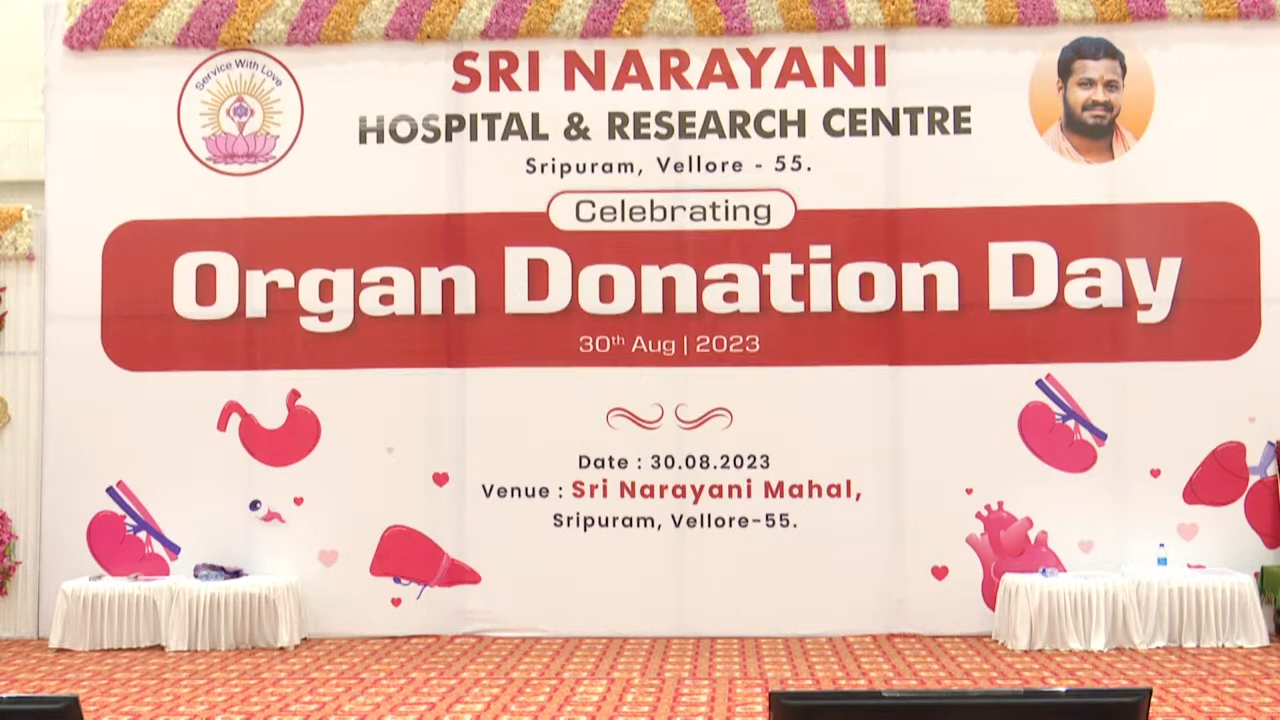 Service With Love
SRI NARAYANI
HOSPITAL & RESEARCH CENTRE
Sripuram, Vellore - 55.
Celebrating
Organ Donation Day
30th Aug | 2023
Date : 30.08.2023
Venue : Sri Narayani Mahal,
Sripuram, Vellore-55.